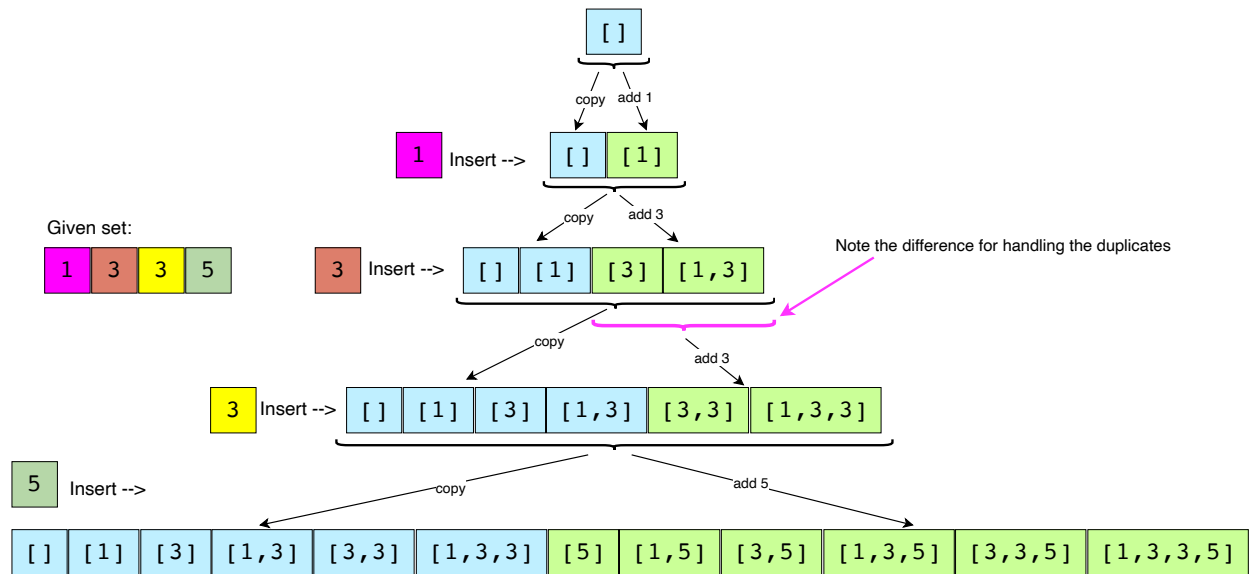 []
copy add 1
1 Insert --> [] [1]
copy add 3
Given set:
1 3 3 5
3 Insert --> [] [1] [3] [1,3]
Note the difference for handling the duplicates
copy
add 3
3 Insert --> [] [1] [3] [1,3] [3,3] [1,3,3]
5 Insert -->
copy add 5
[] [1] [3] [1,3] [3,3] [1,3,3] [5] [1,5] [3,5] [1,3,5] [3,3,5] [1,3,3,5]